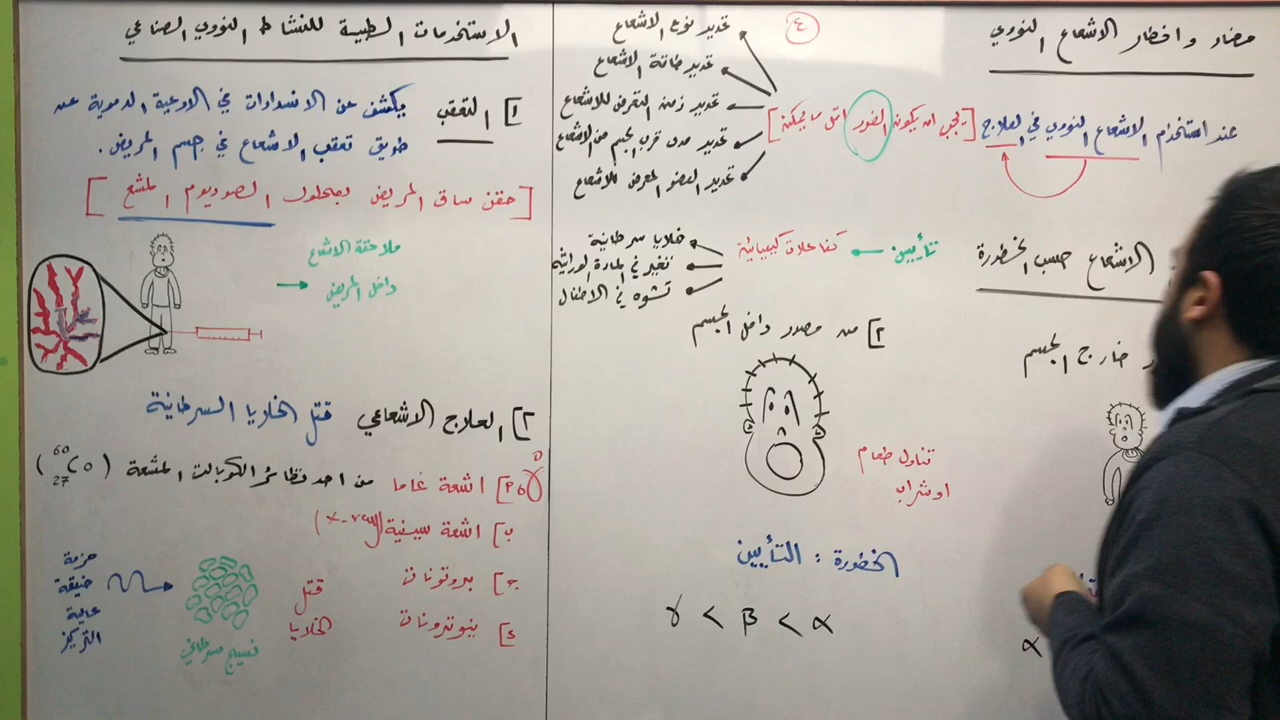 مضار وأخطار الاشعاع النووي
عند استخدام الاشعاع النووي في العلاج [يجب ان يكون الضرر اقل ما يمكن]
٤
تحديد نوع الاشعاع
تحديد طاقة الاشعاع
تحديد زمن التعرض للاشعاع
تحديد مدى قرب الجسم من الاشعاع
تحديد العضو المعرض للاشعاع
تأيين
تفاعلات كيميائية
خلايا سرطانية
تغير في المادة الوراثية
تشوه في الاطفال
الاشعاع حسب الخطورة
خارج الجسم
α
٢] من مصدر داخل الجسم
تناول طعام
او شراب
الخطورة : التأيين
γ < β < α
الاستخدمات الطبية للنشاط النووي الصناعي
١] التعقب
يكشف عن الانسدادات في الاوعية الدموية عن
طريق تعقب الاشعاع في جسم المريض .
[حقن ساق المريض بمحلول الصوديوم المشع]
ملاحقة الاشعاع
داخل المريض
٢] العلاج الاشعاعي قتل الخلايا السرطانية
اشعة غاما من احد نظائر الكوبالت المشعة (⁶⁰₂₇Co)
ب] اشعة سينية (x-ray)
ج] بروتونات
د] نيوترونات
قتل
الخلايا
نسيج سرطاني
حزمة
ضيقة
عالية
التركيز